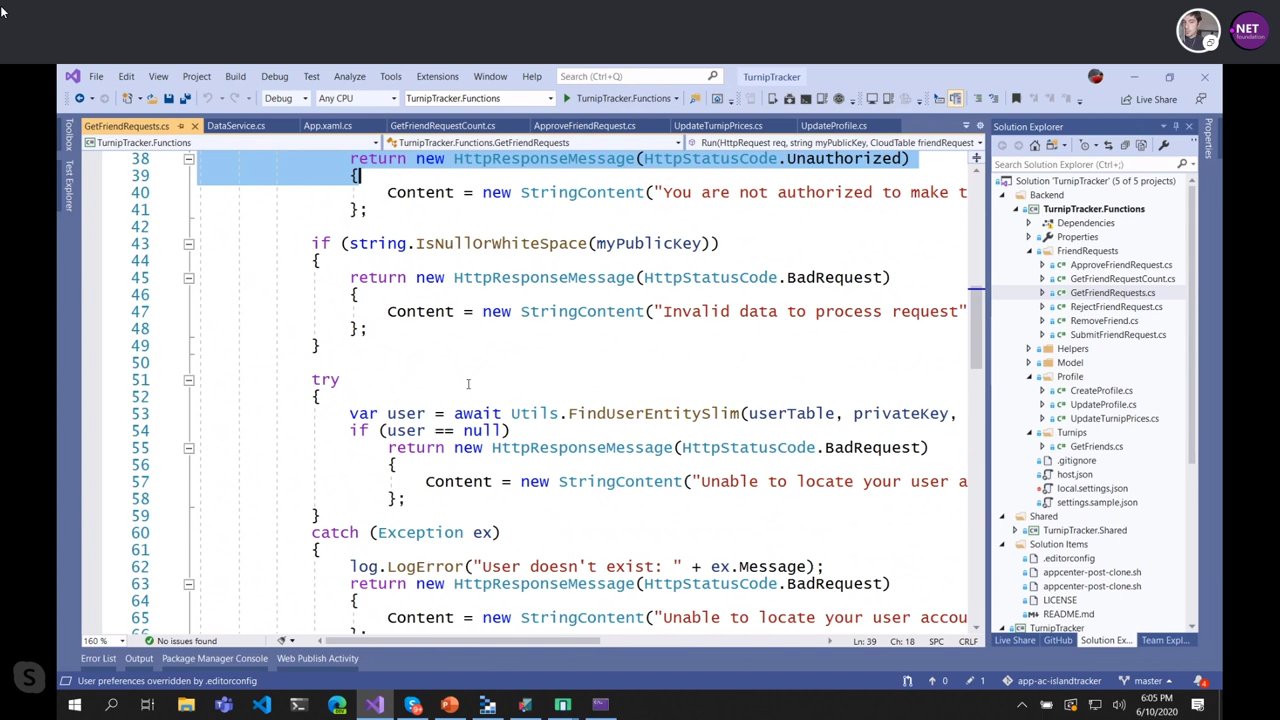 NET
foundation
File Edit View Project Build Debug Test Analyze Tools Extensions Window Help Search (Ctrl+Q) TurnipTracker
Debug Any CPU TurnipTracker.Functions TurnipTracker.Functions Live Share
GetFriendRequests.cs DataService.cs App.xaml.cs GetFriendRequestCount.cs ApproveFriendRequest.cs UpdateTurnipPrices.cs UpdateProfile.cs
TurnipTracker.Functions TurnipTracker.Functions.GetFriendRequests Run(HttpRequest req, string myPublicKey, CloudTable friendRequest
Toolbox
Test Explorer
38 return new HttpResponseMessage(HttpStatusCode.Unauthorized)
39 {
40 Content = new StringContent("You are not authorized to make t
41 };
42
43 if (string.IsNullOrWhiteSpace(myPublicKey))
44 {
45 return new HttpResponseMessage(HttpStatusCode.BadRequest)
46 {
47 Content = new StringContent("Invalid data to process request"
48 };
49 }
50
51 try
52 {
53 var user = await Utils.FindUserEntitySlim(userTable, privateKey,
54 if (user == null)
55 return new HttpResponseMessage(HttpStatusCode.BadRequest)
56 {
57 Content = new StringContent("Unable to locate your user a
58 };
59 }
60 catch (Exception ex)
61 {
62 log.LogError("User doesn't exist: " + ex.Message);
63 return new HttpResponseMessage(HttpStatusCode.BadRequest)
64 {
65 Content = new StringContent("Unable to locate your user accou
66 };
160 % No issues found Ln: 39 Ch: 18 SPC CRLF
Solution Explorer
Search Solution Explorer (Ctrl+;)
Solution 'TurnipTracker' (5 of 5 projects)
Backend
TurnipTracker.Functions
Dependencies
Properties
FriendRequests
ApproveFriendRequest.cs
GetFriendRequestCount.cs
GetFriendRequests.cs
RejectFriendRequest.cs
RemoveFriend.cs
SubmitFriendRequest.cs
Helpers
Model
Profile
CreateProfile.cs
UpdateProfile.cs
UpdateTurnipPrices.cs
Turnips
GetFriends.cs
.gitignore
host.json
local.settings.json
settings.sample.json
Shared
TurnipTracker.Shared
Solution Items
.editorconfig
appcenter-post-clone.sh
appcenter-post-clone.sh
LICENSE
README.md
TurnipTracker
Live Share GitHub Solution Ex... Team Expl...
Properties
Error List Output Package Manager Console Web Publish Activity
User preferences overridden by .editorconfig 0 1 app-ac-islandtracker master 4
S
6:05 PM
6/10/2020